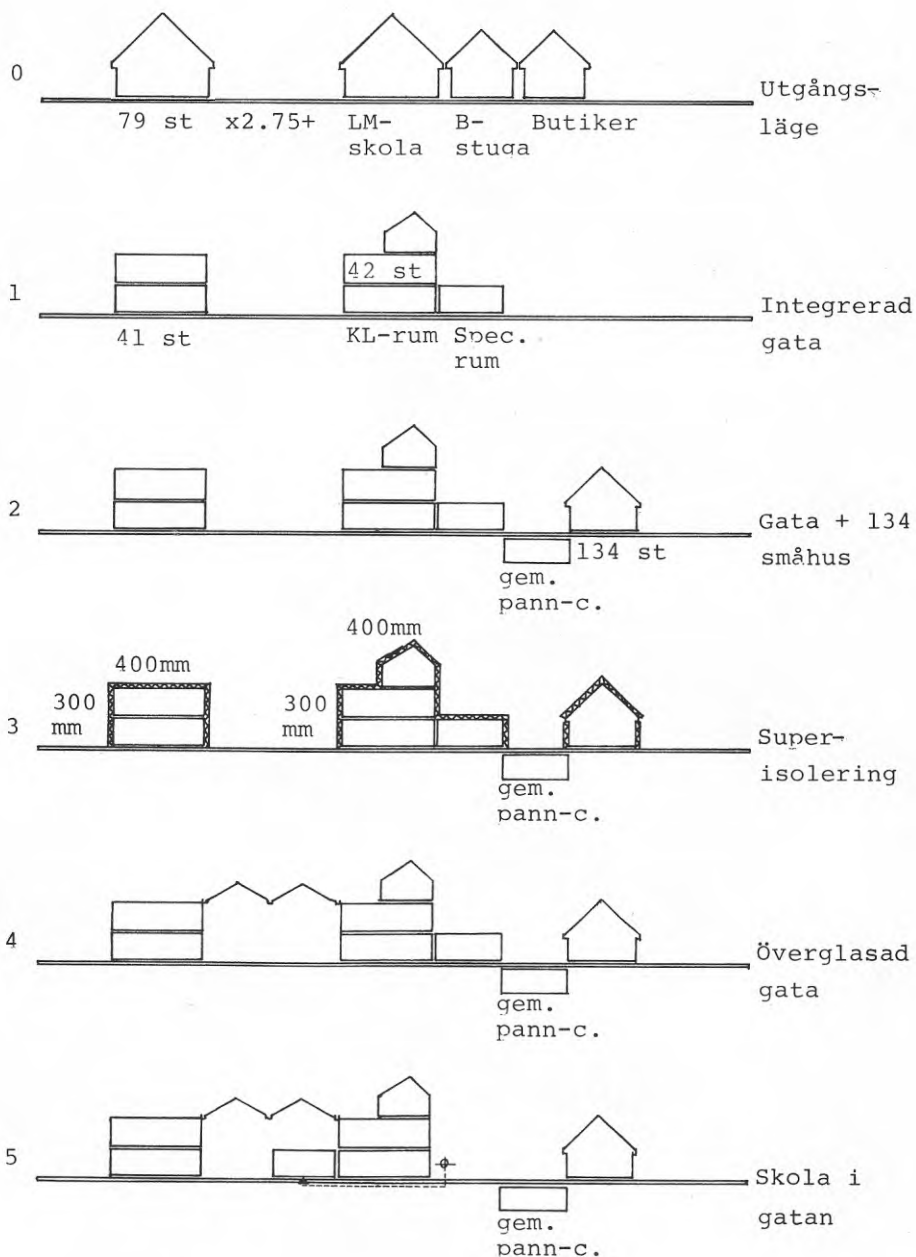 0
79 st x2.75+ LM- B- Butiker
skola stuga
Utgångs-
läge
1
42 st
41 st KL-rum Spec.
rum
Integrerad
gata
2
134 st
gem.
pann-c.
Gata + 134
småhus
3
400mm
400mm
300
mm
300
mm
gem.
pann-c.
Super-
isolering
4
gem.
pann-c.
Överglasad
gata
5
gem.
pann-c.
Skola i
gatan